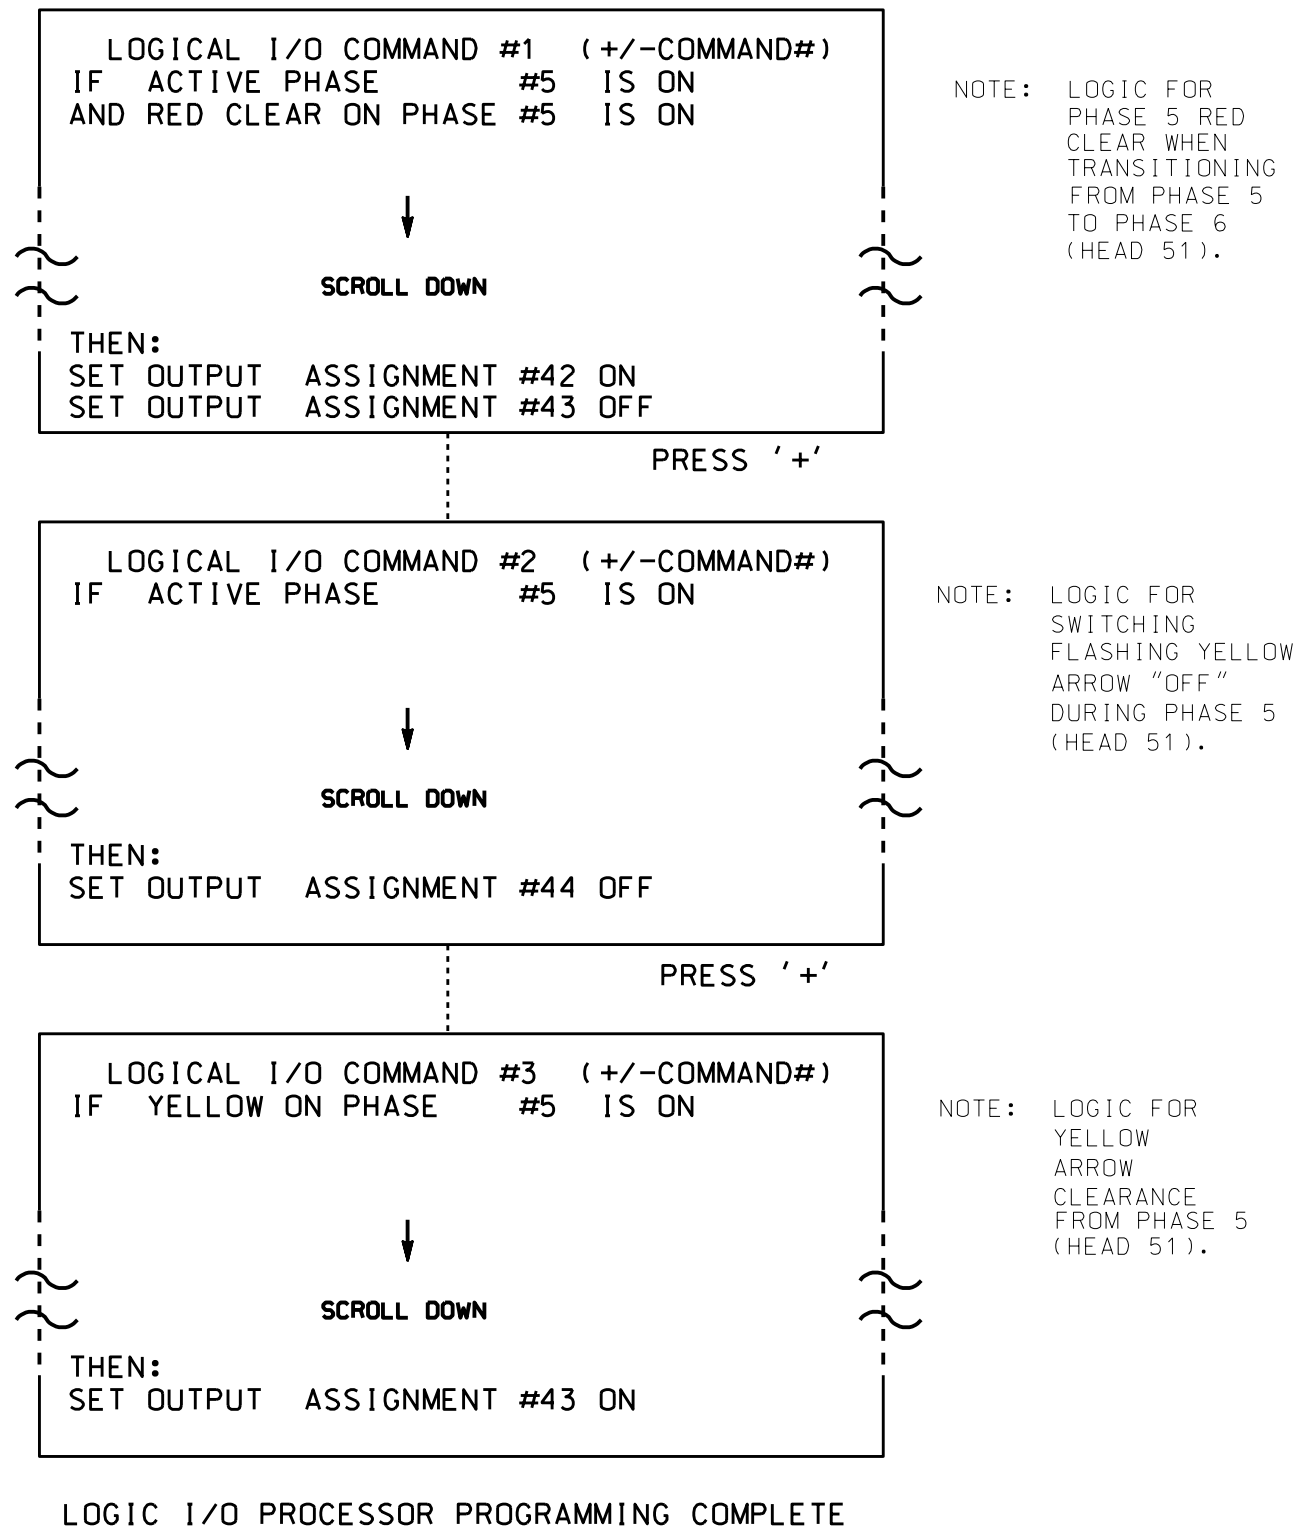 LOGICAL I/O COMMAND #1 (+/-COMMAND#)
IF ACTIVE PHASE #5 IS ON
AND RED CLEAR ON PHASE #5 IS ON
SCROLL DOWN
THEN:
SET OUTPUT ASSIGNMENT #42 ON
SET OUTPUT ASSIGNMENT #43 OFF
NOTE: LOGIC FOR
PHASE 5 RED
CLEAR WHEN
TRANSITIONING
FROM PHASE 5
TO PHASE 6
(HEAD 51).
PRESS '+'
LOGICAL I/O COMMAND #2 (+/-COMMAND#)
IF ACTIVE PHASE #5 IS ON
SCROLL DOWN
THEN:
SET OUTPUT ASSIGNMENT #44 OFF
NOTE: LOGIC FOR
SWITCHING
FLASHING YELLOW
ARROW "OFF"
DURING PHASE 5
(HEAD 51).
PRESS '+'
LOGICAL I/O COMMAND #3 (+/-COMMAND#)
IF YELLOW ON PHASE #5 IS ON
SCROLL DOWN
THEN:
SET OUTPUT ASSIGNMENT #43 ON
NOTE: LOGIC FOR
YELLOW
ARROW
CLEARANCE
FROM PHASE 5
(HEAD 51).
LOGIC I/O PROCESSOR PROGRAMMING COMPLETE